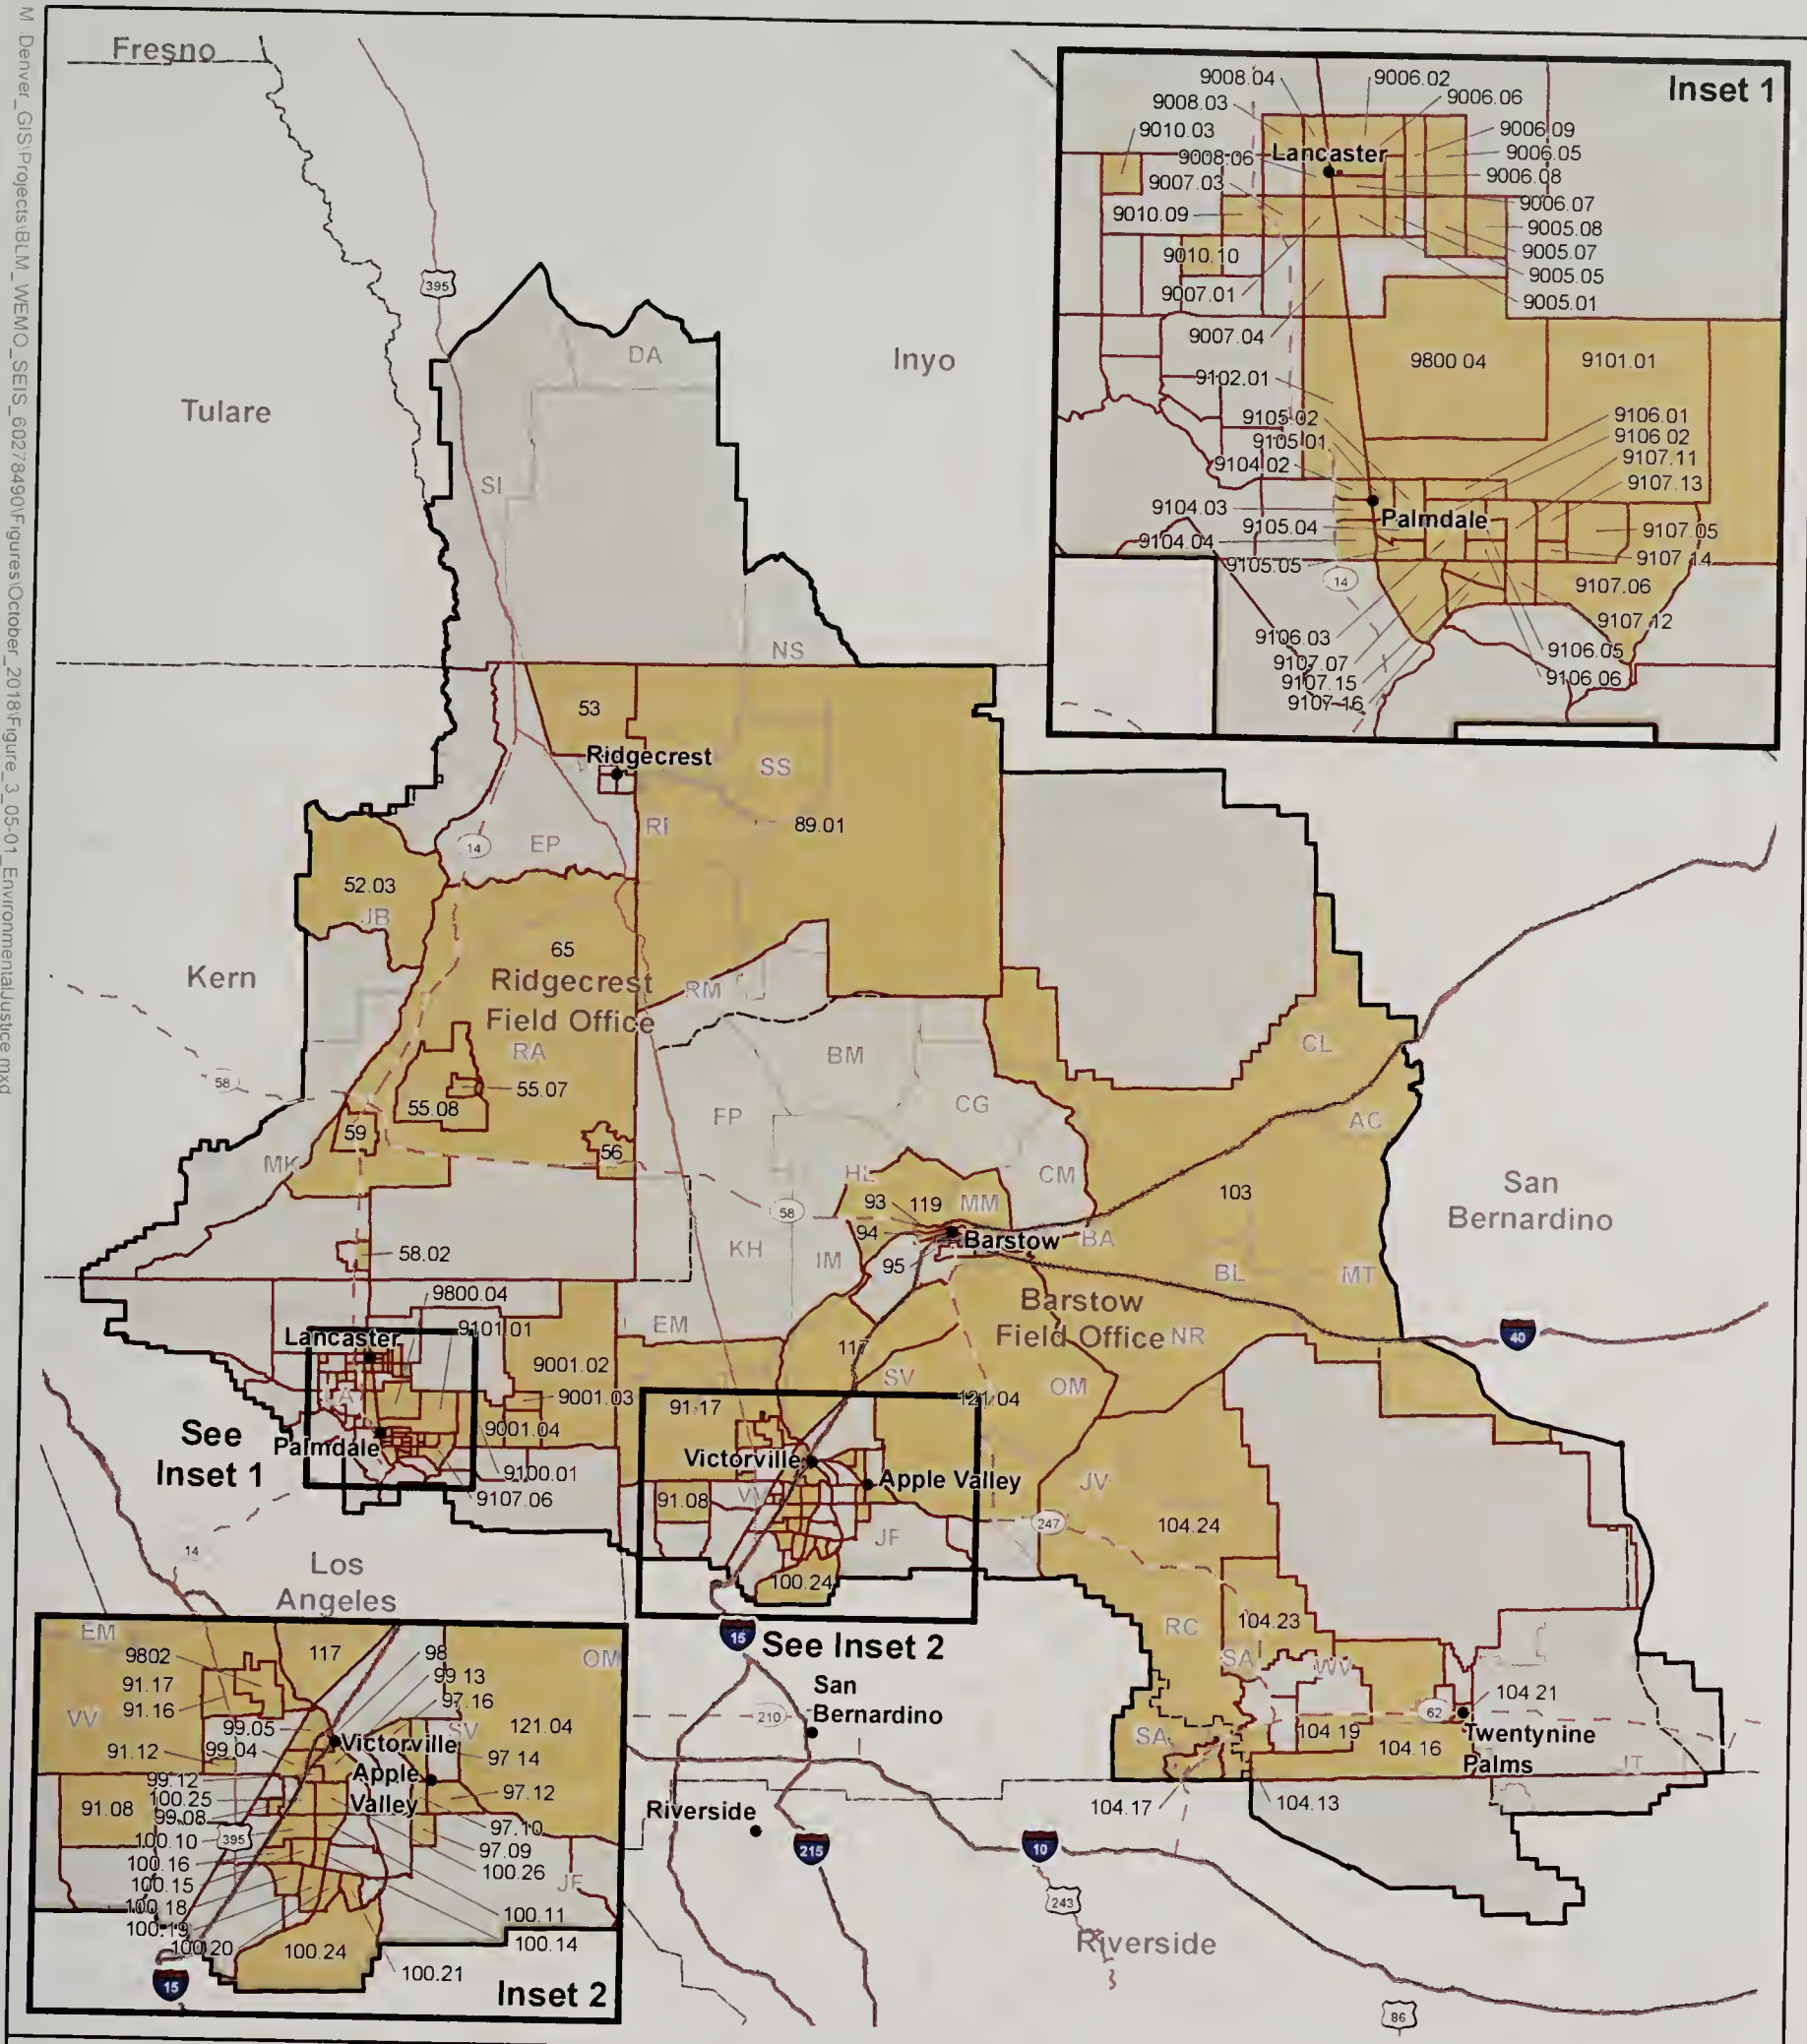 M: Denver_GIS\Projects\BLM_WEMO_SEIS_60278490\Figures\October_2018\Figure_3_05-01_EnvironmentalJustice.mxd
Fresno
Tulare
Inyo
Kern
San
Bernardino
Los
Angeles
Riverside
395
DA
SI
NS
53
Ridgecrest
SS
89.01
RI
EP
14
52.03
JB
65
Ridgecrest
Field Office
RA
RM
BM
CL
AC
58
55.07
55.08
59
56
FP
CG
MK
HL
CM
93
119
MM
103
58
94
Barstow
BA
KH
IM
95
58.02
BL
MT
9800.04
Barstow
Field Office
NR
40
Lancaster
9101.01
EM
117
9001.02
SV
OM
9001.03
121.04
LA
91.17
See
Inset 1
Palmdale
9001.04
Victorville
Apple Valley
9100.01
9107.06
91.08
VV
JV
JF
247
104.24
14
100.24
15
See Inset 2
RC
104.23
SA
WV
San
Bernardino
210
104.21
62
Twentynine
Palms
SA
104.19
104.16
JT
104.17
104.13
Riverside
215
10
243
86
Inset 1
9008.04
9006.02
9008.03
9006.06
9010.03
9006.09
9008.06
Lancaster
9006.05
9007.03
9006.08
9006.07
9010.09
9005.08
9010.10
9005.07
9005.05
9007.01
9005.01
9007.04
9800 04
9101.01
9102.01
9105.02
9106.01
9105.01
9106 02
9104.02
9107.11
9107.13
9104.03
Palmdale
9105.04
9107.05
9104.04
9107.14
9105.05
14
9107.06
9107.12
9106.03
9106.05
9107.07
9106.06
9107.15
9107.16
EM
117
98
OM
9802
99 13
91.17
97.16
91.16
VV
99.05
SV
121.04
99.04
Victorville
97 14
91.12
99.12
Apple
Valley
97.12
100.25
91.08
99.08
97.10
100.10
395
97.09
100.16
100.26
100.15
JF
100.18
100.11
100.19
100.20
100.24
100.14
100.21
15
Inset 2